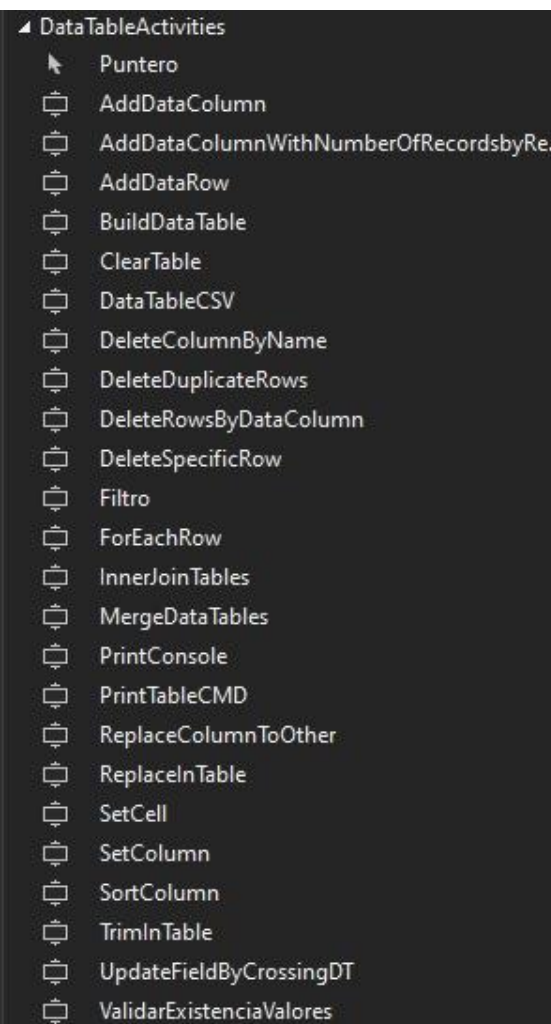 DataTableActivities
Puntero
AddDataColumn
AddDataColumnWithNumberOfRecordsbyRe.
AddDataRow
BuildDataTable
ClearTable
DataTableCSV
DeleteColumnByName
DeleteDuplicateRows
DeleteRowsByDataColumn
DeleteSpecificRow
Filtro
ForEachRow
InnerJoinTables
MergeDataTables
PrintConsole
PrintTableCMD
ReplaceColumnToOther
ReplaceInTable
SetCell
SetColumn
SortColumn
TrimInTable
UpdateFieldByCrossingDT
ValidarExistenciaValores